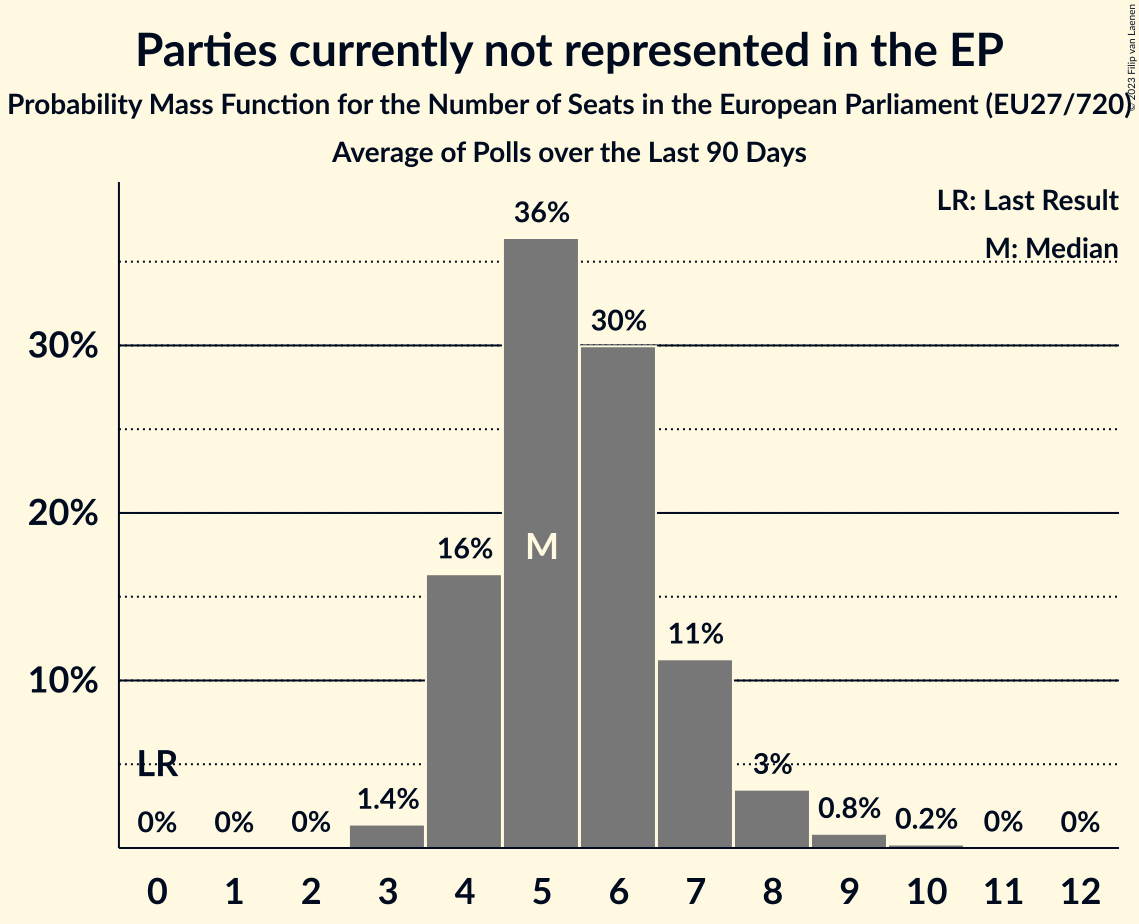 Parties currently not represented in the EP
Probability Mass Function for the Number of Seats in the European Parliament (EU27/720)
Average of Polls over the Last 90 Days
© 2023 Filip van Laenen
LR: Last Result
M: Median
36%
30%
30%
20%
16%
M
11%
10%
LR
3%
0% 0% 0% 1.4% 0.8% 0.2% 0% 0%
0 1 2 3 4 5 6 7 8 9 10 11 12